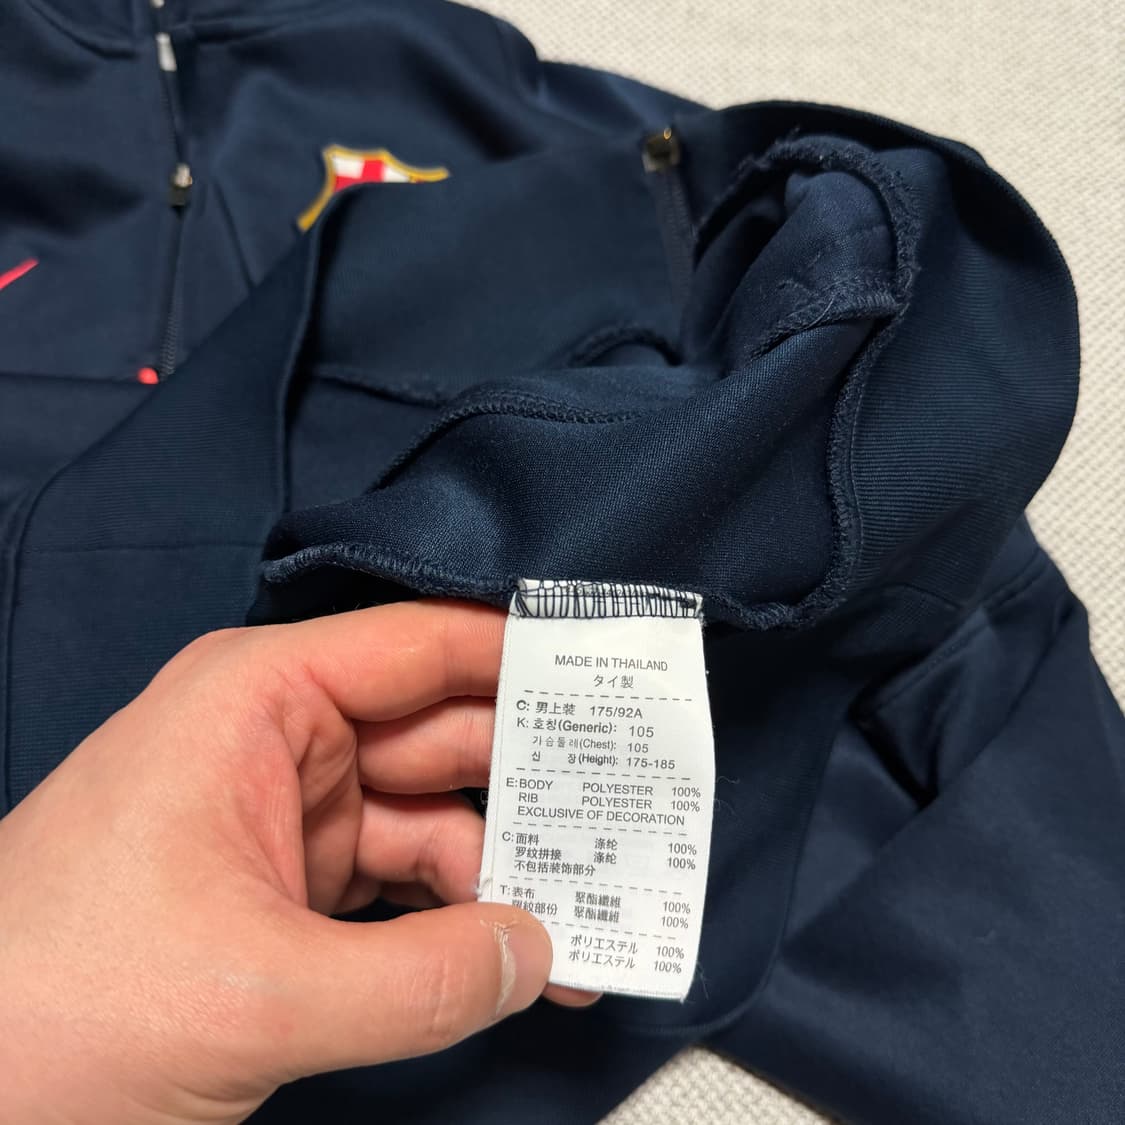 MADE IN THAILAND
タイ製
C: 男上装 175/92A
K: 호칭(Generic): 105
가슴둘레(Chest): 105
신 장(Height): 175-185
E: BODY POLYESTER 100%
RIB POLYESTER 100%
EXCLUSIVE OF DECORATION
C: 面料 涤纶 100%
罗纹拼接 涤纶 100%
不包括装饰部分
T: 表布 聚酯纖維 100%
羅紋部份 聚酯纖維 100%
ポリエステル 100%
ポリエステル 100%